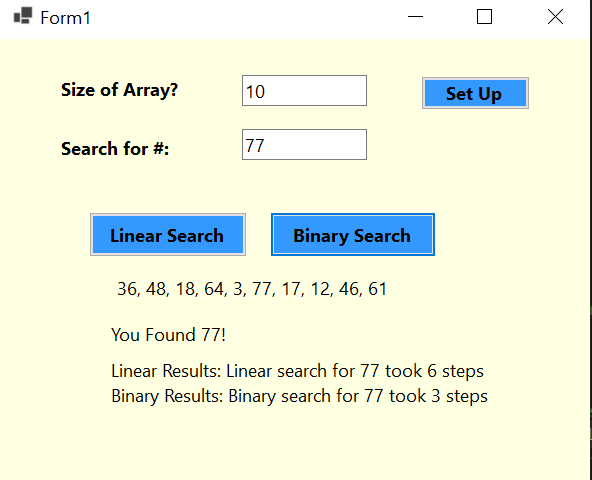 Form1
Size of Array? 10 Set Up
Search for #: 77
Linear Search Binary Search
36, 48, 18, 64, 3, 77, 17, 12, 46, 61
You Found 77!
Linear Results: Linear search for 77 took 6 steps
Binary Results: Binary search for 77 took 3 steps